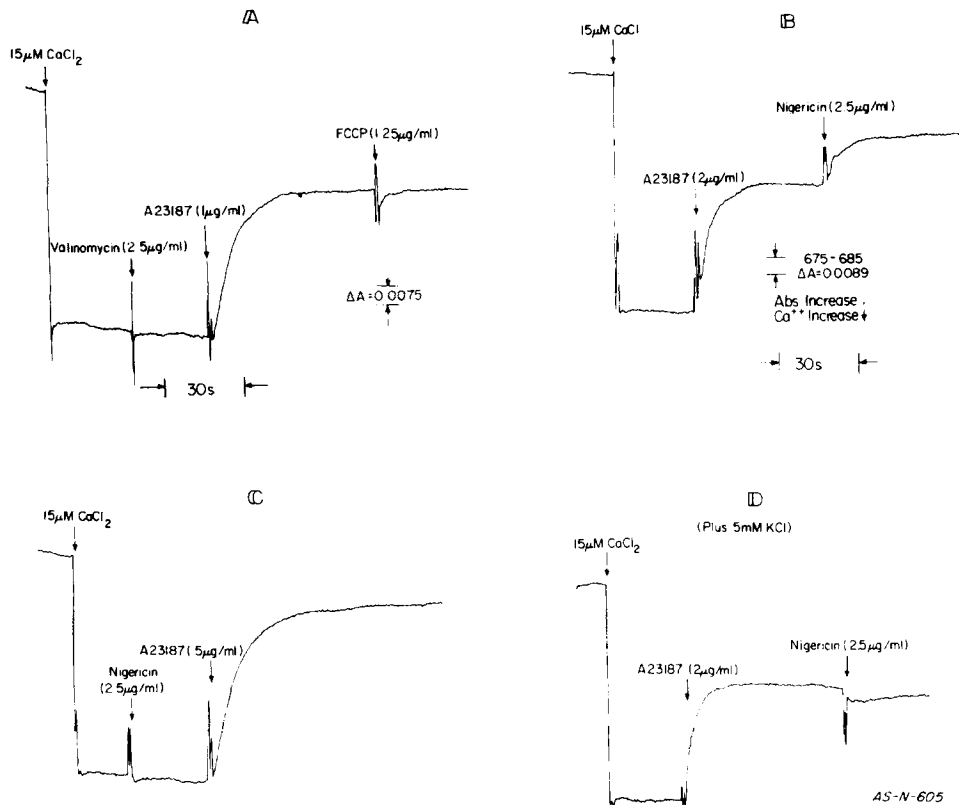 A
15µM CaCl₂
FCCP (1.25µg/ml)
A23187 (1µg/ml)
Valinomycin (2.5µg/ml)
ΔA=0.0075
30s
B
15µM CaCl
Nigericin (2.5µg/ml)
A23187 (2µg/ml)
675-685
ΔA=0.0089
Abs. Increase
Ca⁺⁺ Increase↓
30s
C
15µM CaCl₂
A23187 (.5µg/ml)
Nigericin
(2.5µg/ml)
D
(Plus 5mM KCl)
15µM CaCl₂
Nigericin (2.5µg/ml)
A23187 (2µg/ml)
AS-N-605